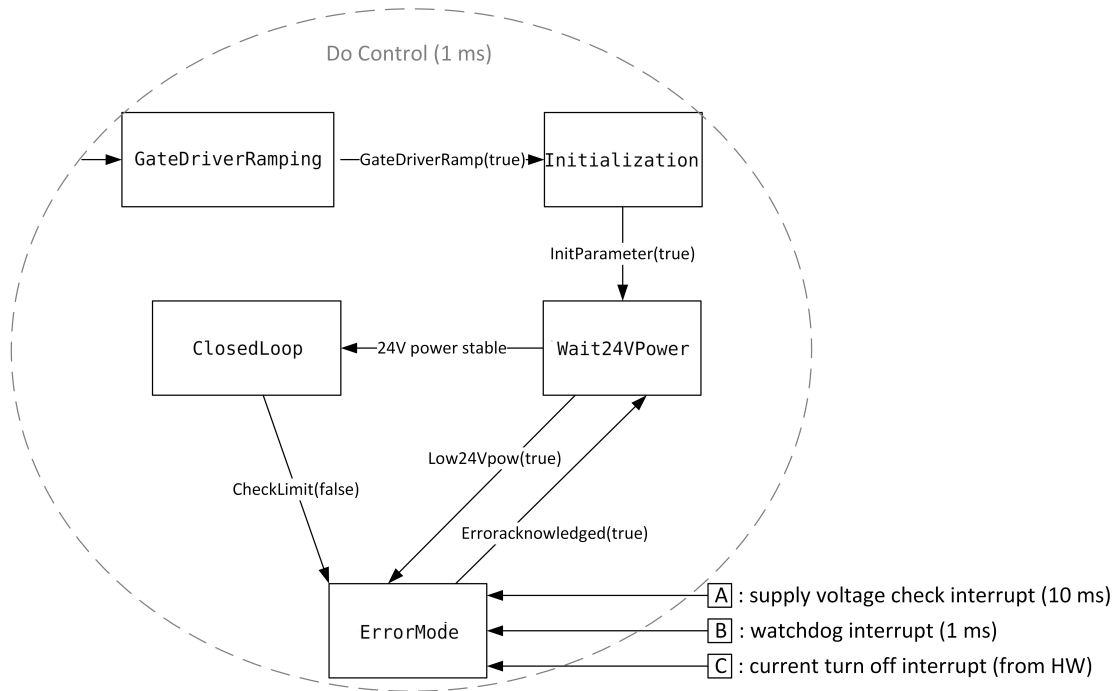 Do Control (1 ms)
GateDriverRamping
GateDriverRamp(true)
Initialization
InitParameter(true)
ClosedLoop
24V power stable
Wait24VPower
Low24Vpow(true)
CheckLimit(false)
Erroracknowledged(true)
ErrorMode
A : supply voltage check interrupt (10 ms)
B : watchdog interrupt (1 ms)
C : current turn off interrupt (from HW)